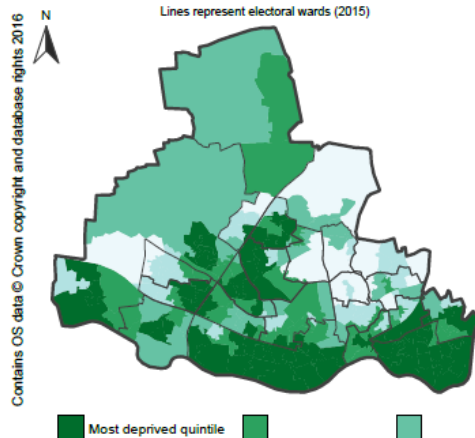 Lines represent electoral wards (2015)
Contains OS data © Crown copyright and database rights 2016
N
Most deprived quintile